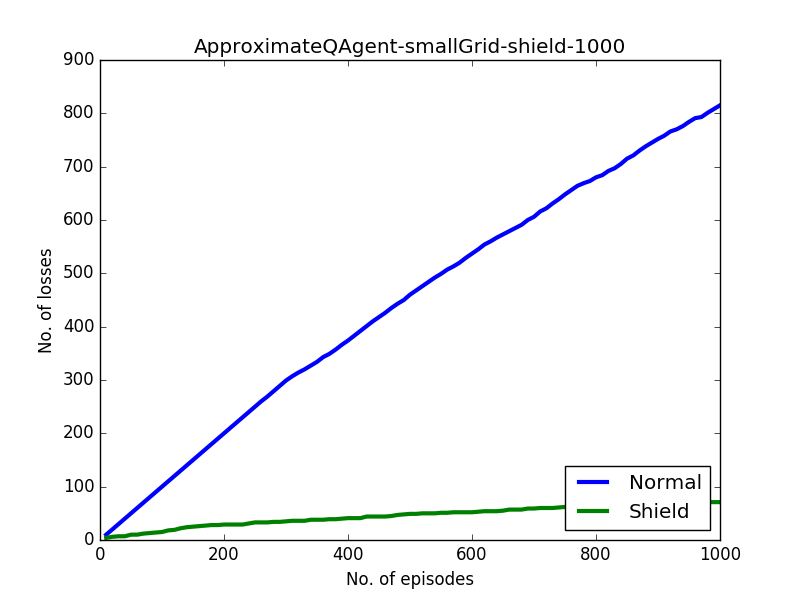 ApproximateQAgent-smallGrid-shield-1000
900
800
700
600
500
400
300
200
100
0
No. of losses
Normal
Shield
0 200 400 600 800 1000
No. of episodes